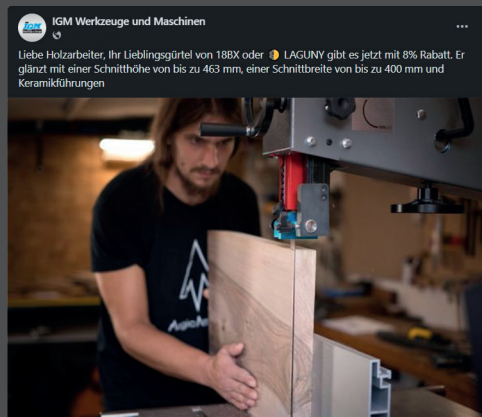 IGM
IGM Werkzeuge und Maschinen
Liebe Holzarbeiter, Ihr Lieblingsgürtel von 18BX oder LAGUNY gibt es jetzt mit 8% Rabatt. Er
glänzt mit einer Schnitthöhe von bis zu 463 mm, einer Schnittbreite von bis zu 400 mm und
Keramikführungen